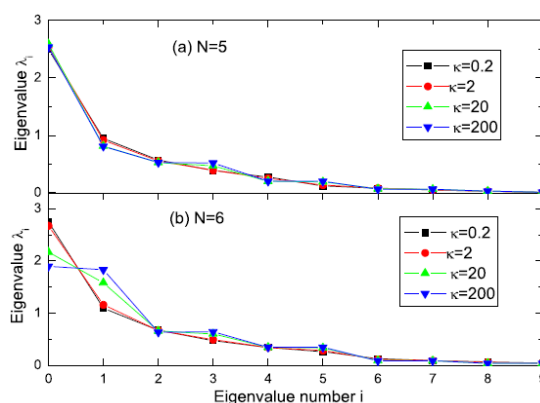 3
(a) N=5
κ=0.2
κ=2
κ=20
κ=200
2
1
0
Eigenvalue λi
3
(b) N=6
κ=0.2
κ=2
κ=20
κ=200
2
1
0
Eigenvalue λi
0 1 2 3 4 5 6 7 8 9
Eigenvalue number i